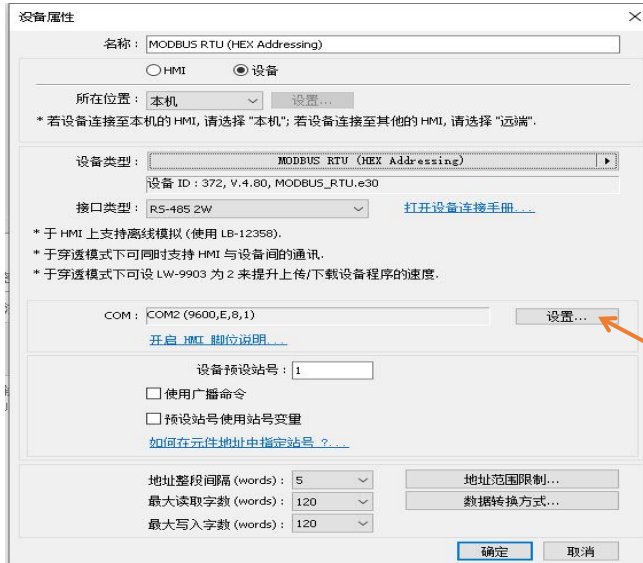 设备属性
名称： MODBUS RTU (HEX Addressing)
HMI 设备
所在位置： 本机 设置...
* 若设备连接至本机的 HMI, 请选择 "本机"; 若设备连接至其他的 HMI, 请选择 "远端".
设备类型： MODBUS RTU (HEX Addressing)
设备 ID : 372, V.4.80, MODBUS_RTU.e30
接口类型： RS-485 2W 打开设备连接手册...
* 于 HMI 上支持离线模拟 (使用 LB-12358).
* 于穿透模式下可同时支持 HMI 与设备间的通讯.
* 于穿透模式下可设 LW-9903 为 2 来提升上传/下载设备程序的速度.
COM : COM2 (9600,E,8,1) 设置...
开启 HMI 脚位说明...
设备预设站号： 1
使用广播命令
预设站号使用站号变量
如何在元件地址中指定站号 ?...
地址整段间隔 (words) : 5 地址范围限制...
最大读取字数 (words) : 120 数据转换方式...
最大写入字数 (words) : 120
确定 取消